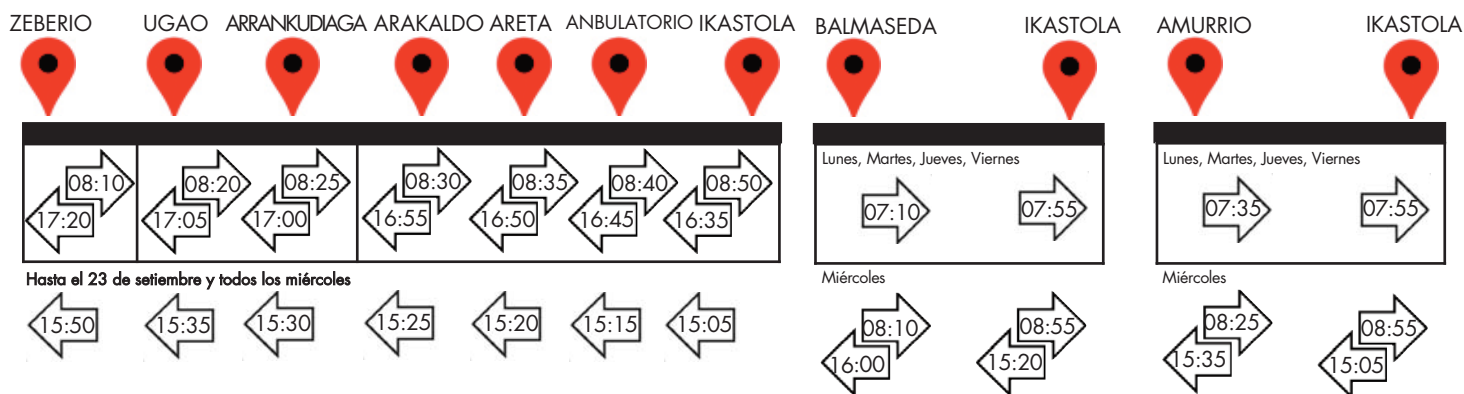 ZEBERIO UGAO ARRANKUDIAGA ARAKALDO ARETA ANBULATORIO IKASTOLA
08:10 08:20 08:25 08:30 08:35 08:40 08:50
17:20 17:05 17:00 16:55 16:50 16:45 16:35
Hasta el 23 de setiembre y todos los miércoles
15:50 15:35 15:30 15:25 15:20 15:15 15:05
BALMASEDA IKASTOLA
Lunes, Martes, Jueves, Viernes
07:10 07:55
Miércoles
08:10 08:55
16:00 15:20
AMURRIO IKASTOLA
Lunes, Martes, Jueves, Viernes
07:35 07:55
Miércoles
08:25 08:55
15:35 15:05